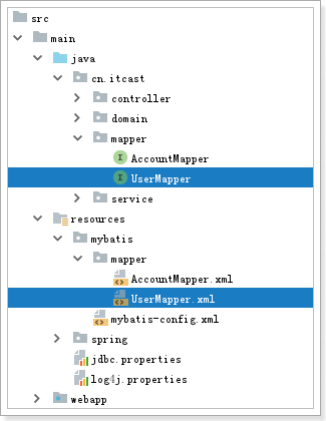 src
main
java
cn.itcast
controller
domain
mapper
AccountMapper
UserMapper
service
resources
mybatis
mapper
AccountMapper.xml
UserMapper.xml
mybatis-config.xml
spring
jdbc.properties
log4j.properties
webapp